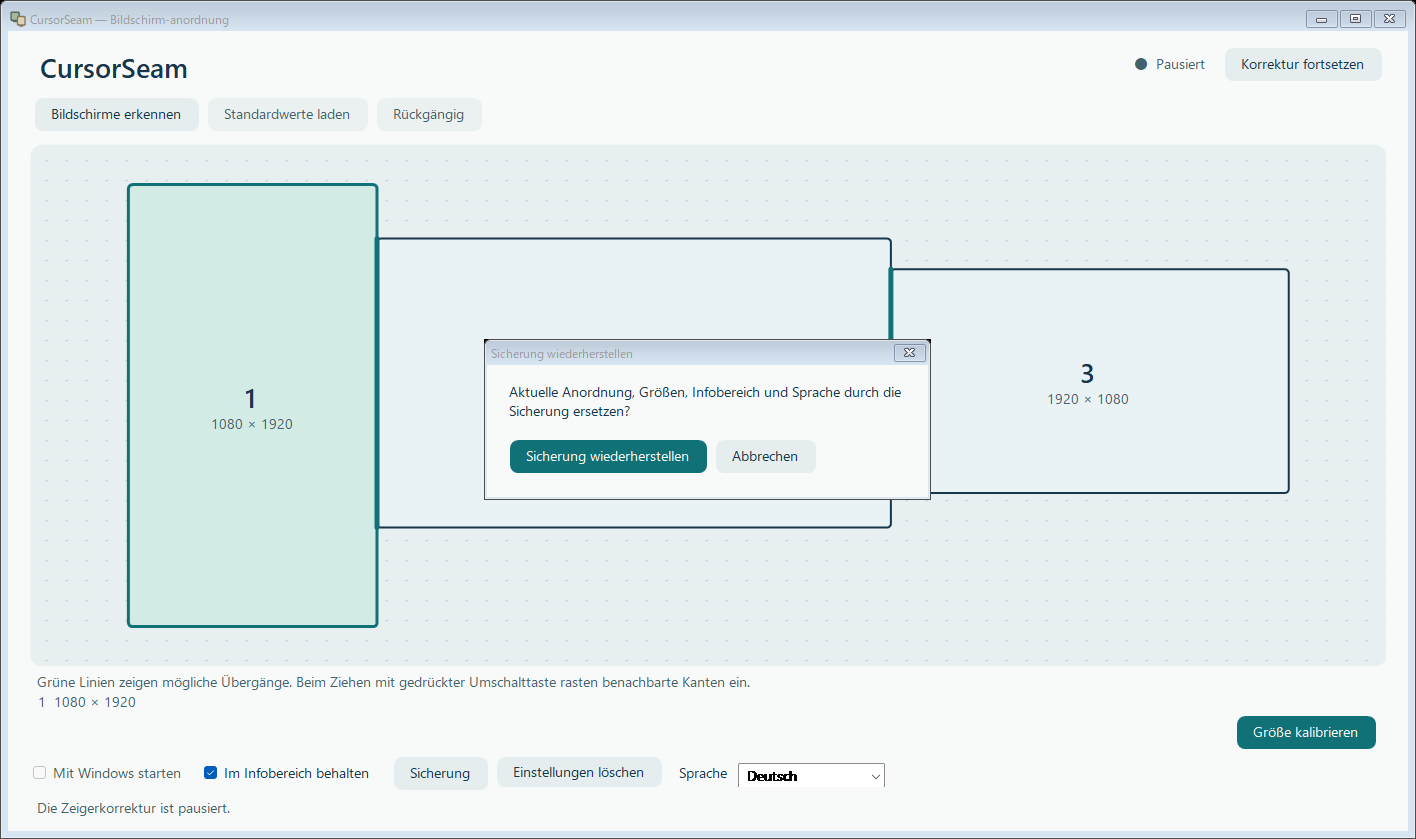 CursorSeam — Bildschirm-anordnung
CursorSeam
Pausiert
Korrektur fortsetzen
Bildschirme erkennen
Standardwerte laden
Rückgängig
1
1080 × 1920
3
1920 × 1080
Sicherung wiederherstellen
Aktuelle Anordnung, Größen, Infobereich und Sprache durch die
Sicherung ersetzen?
Sicherung wiederherstellen
Abbrechen
Grüne Linien zeigen mögliche Übergänge. Beim Ziehen mit gedrückter Umschalttaste rasten benachbarte Kanten ein.
1 1080 × 1920
Größe kalibrieren
Mit Windows starten
Im Infobereich behalten
Sicherung
Einstellungen löschen
Sprache
Deutsch
Die Zeigerkorrektur ist pausiert.